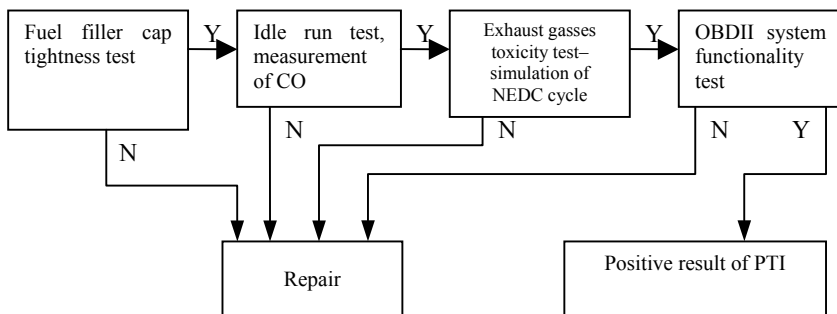 Fuel filler cap
tightness test
Y
Idle run test,
measurement
of CO
Y
Exhaust gasses
toxicity test–
simulation of
NEDC cycle
Y
OBDII system
functionality
test
N
N
N
N
Y
Repair
Positive result of PTI